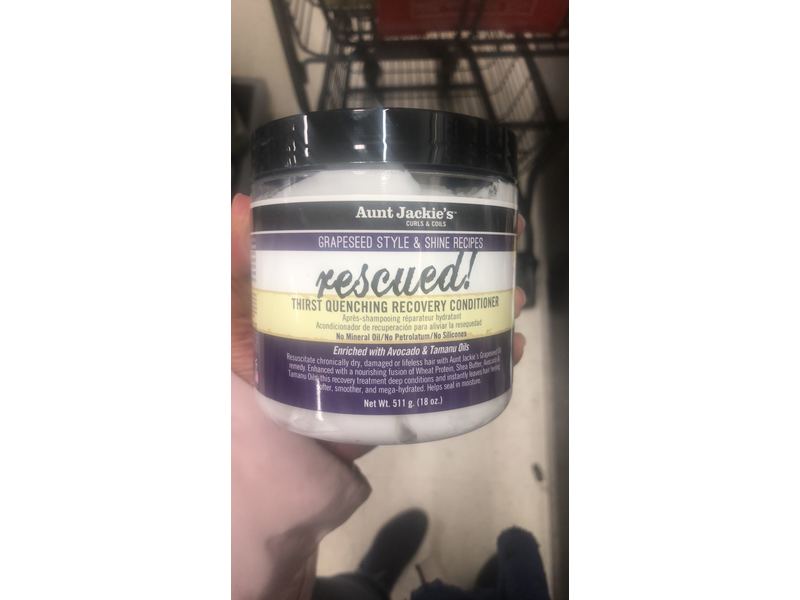 Aunt Jackie's™
CURLS & COILS
GRAPESEED STYLE & SHINE RECIPES
rescued!
THIRST QUENCHING RECOVERY CONDITIONER
Après-shampooing réparateur hydratant
Acondicionador de recuperación para aliviar la resequedad
No Mineral Oil/No Petrolatum/No Silicones
Enriched with Avocado & Tamanu Oils
Resuscitate chronically dry, damaged or lifeless hair with Aunt Jackie's Grapeseed Oil
remedy. Enhanced with a nourishing fusion of Wheat Protein, Shea Butter, Avocado &
Tamanu Oils, this recovery treatment deep conditions and instantly leaves hair feeling
softer, smoother, and mega-hydrated. Helps seal in moisture.
Net Wt. 511 g. (18 oz.)